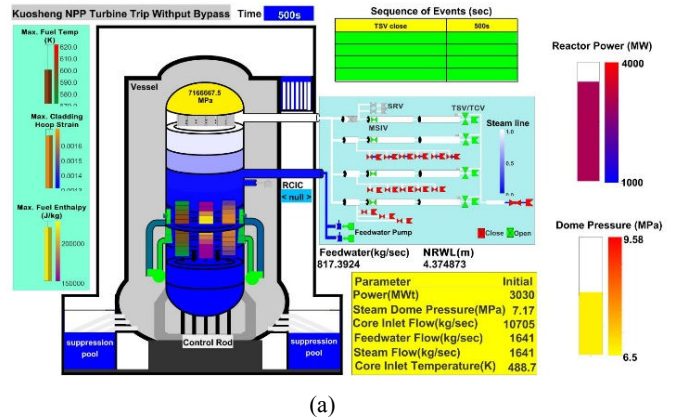 Kuosheng NPP Turbine Trip Withput Bypass Time 500s
Max. Fuel Temp
(K)
620.0
610.0
600.0
590.0
580.0
570.0
Max. Cladding
Hoop Strain
0.0016
0.0014
0.0013
Max. Fuel Enthalpy
(J/kg)
200000
150000
Vessel
7166667.5
MPa
RCIC
< null >
Control Rod
suppression
pool
suppression
pool
Sequence of Events (sec)
TSV close 500s
SRV
MSIV
TSV/TCV
Steam line
1.0
0.5
Feedwater Pump
Close Open
Feedwater(kg/sec) NRWL(m)
817.3924 4.374873
Parameter Initial
Power(MWt) 3030
Steam Dome Pressure(MPa) 7.17
Core Inlet Flow(kg/sec) 10705
Feedwater Flow(kg/sec) 1641
Steam Flow(kg/sec) 1641
Core Inlet Temperature(K) 488.7
Reactor Power (MW)
4000
1000
Dome Pressure (MPa)
9.58
6.5
(a)